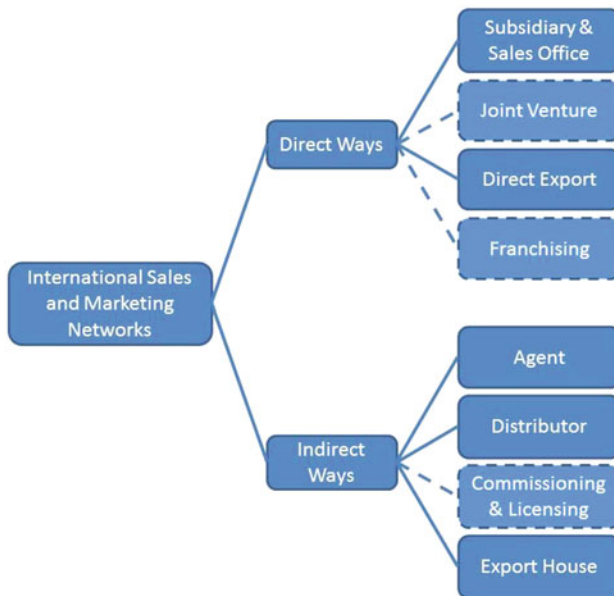 Subsidiary &
Sales Office
Joint Venture
Direct Ways
Direct Export
Franchising
International Sales
and Marketing
Networks
Agent
Distributor
Indirect
Ways
Commissioning
& Licensing
Export House